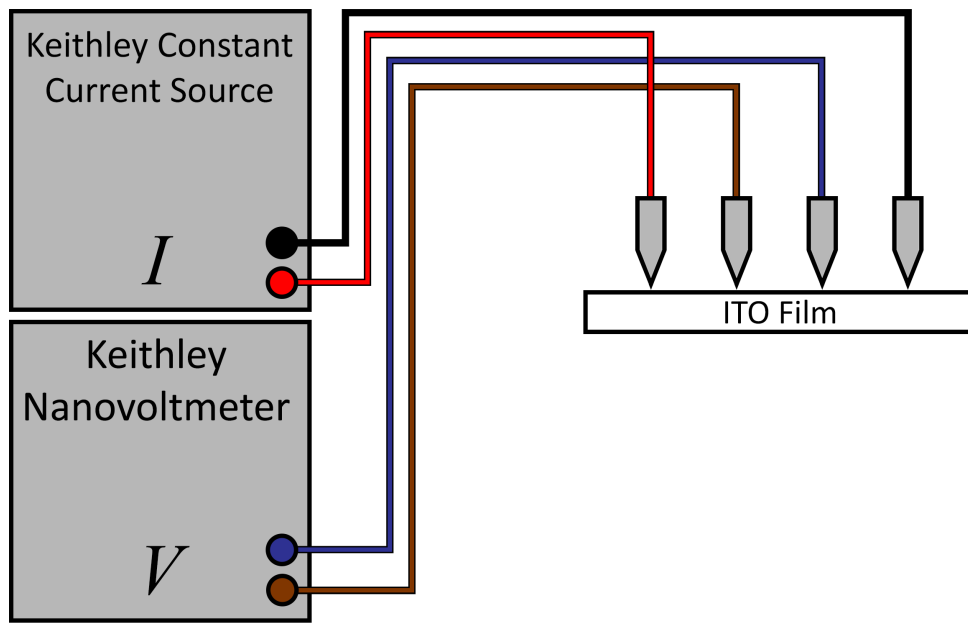 Keithley Constant
Current Source
I
Keithley
Nanovoltmeter
V
ITO Film